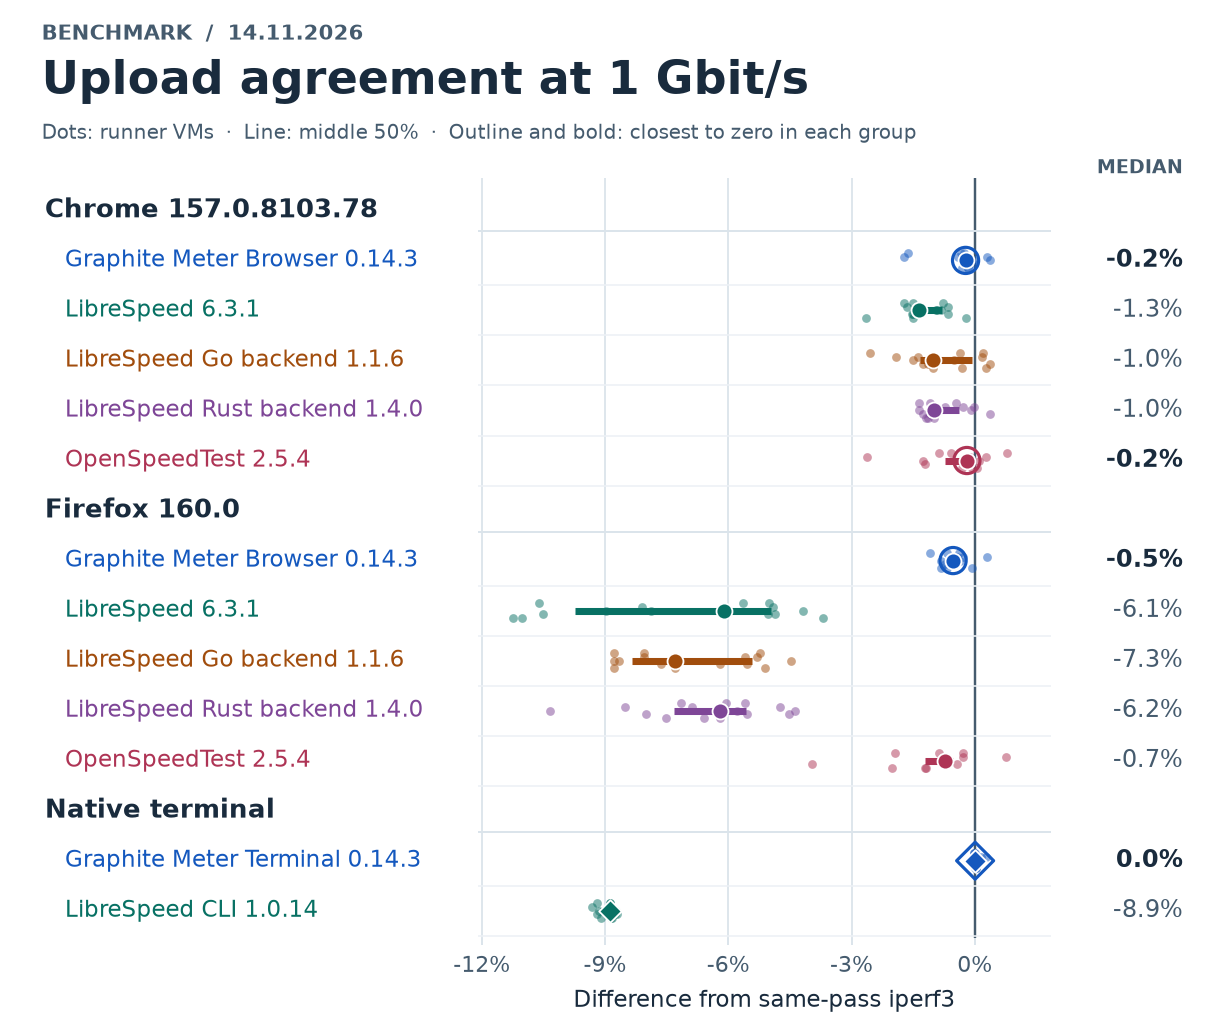 BENCHMARK / 14.11.2026
Upload agreement at 1 Gbit/s
Dots: runner VMs · Line: middle 50% · Outline and bold: closest to zero in each group
MEDIAN
Chrome 157.0.8103.78
Graphite Meter Browser 0.14.3 -0.2%
LibreSpeed 6.3.1 -1.3%
LibreSpeed Go backend 1.1.6 -1.0%
LibreSpeed Rust backend 1.4.0 -1.0%
OpenSpeedTest 2.5.4 -0.2%
Firefox 160.0
Graphite Meter Browser 0.14.3 -0.5%
LibreSpeed 6.3.1 -6.1%
LibreSpeed Go backend 1.1.6 -7.3%
LibreSpeed Rust backend 1.4.0 -6.2%
OpenSpeedTest 2.5.4 -0.7%
Native terminal
Graphite Meter Terminal 0.14.3 0.0%
LibreSpeed CLI 1.0.14 -8.9%
-12% -9% -6% -3% 0%
Difference from same-pass iperf3